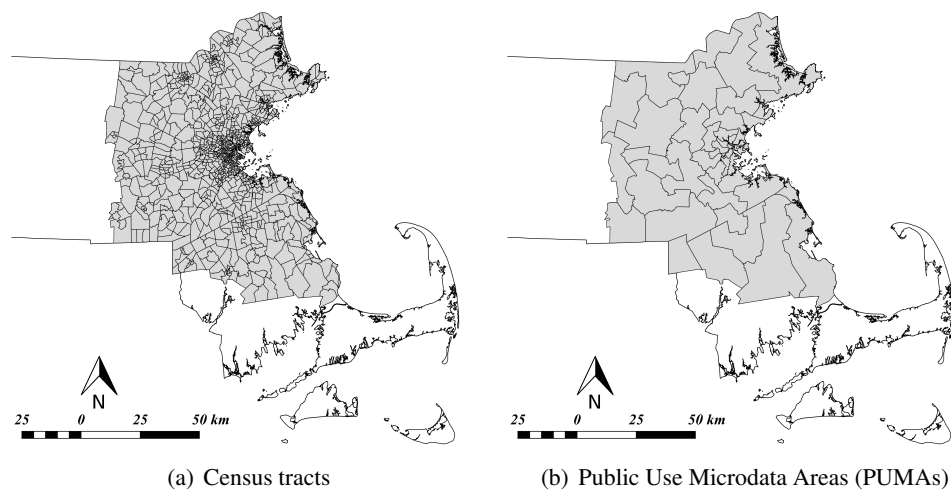 N
25 0 25 50 km
(a) Census tracts
N
25 0 25 50 km
(b) Public Use Microdata Areas (PUMAs)